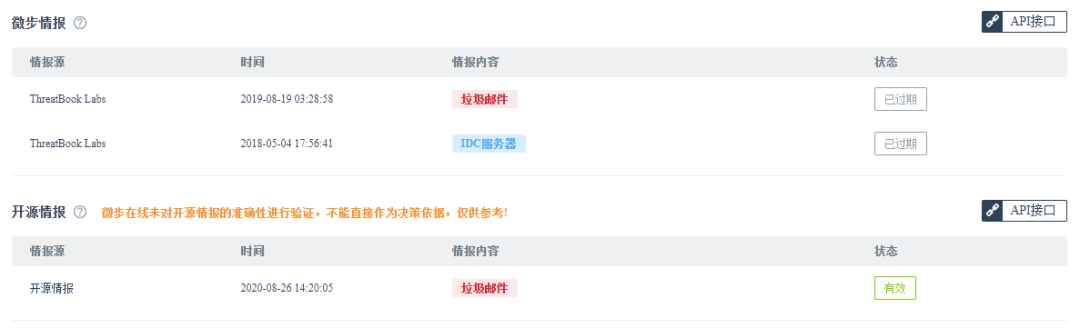 微步情报 ? API接口
情报源 时间 情报内容 状态
ThreatBook Labs 2019-08-19 03:28:58 垃圾邮件 已过期
ThreatBook Labs 2018-05-04 17:56:41 IDC服务器 已过期
开源情报 ? 微步在线未对开源情报的准确性进行验证，不能直接作为决策依据，仅供参考! API接口
情报源 时间 情报内容 状态
开源情报 2020-08-26 14:20:05 垃圾邮件 有效